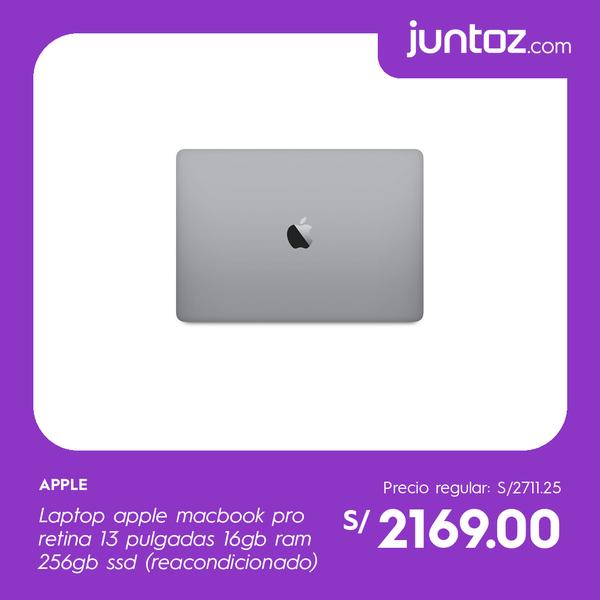 juntoz.com
APPLE
Laptop apple macbook pro
retina 13 pulgadas 16gb ram
256gb ssd (reacondicionado)
Precio regular: S/2711.25
S/ 2169.00